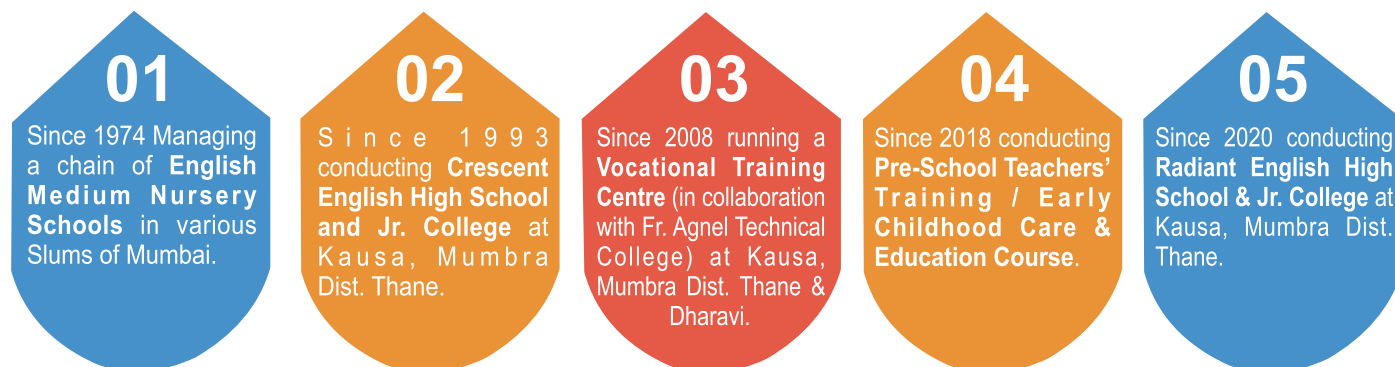 01
Since 1974 Managing
a chain of English
Medium Nursery
Schools in various
Slums of Mumbai.
02
Since 1993
conducting Crescent
English High School
and Jr. College at
Kausa, Mumbra
Dist. Thane.
03
Since 2008 running a
Vocational Training
Centre (in collaboration
with Fr. Agnel Technical
College) at Kausa,
Mumbra Dist. Thane &
Dharavi.
04
Since 2018 conducting
Pre-School Teachers’
Training / Early
Childhood Care &
Education Course.
05
Since 2020 conducting
Radiant English High
School & Jr. College at
Kausa, Mumbra Dist.
Thane.